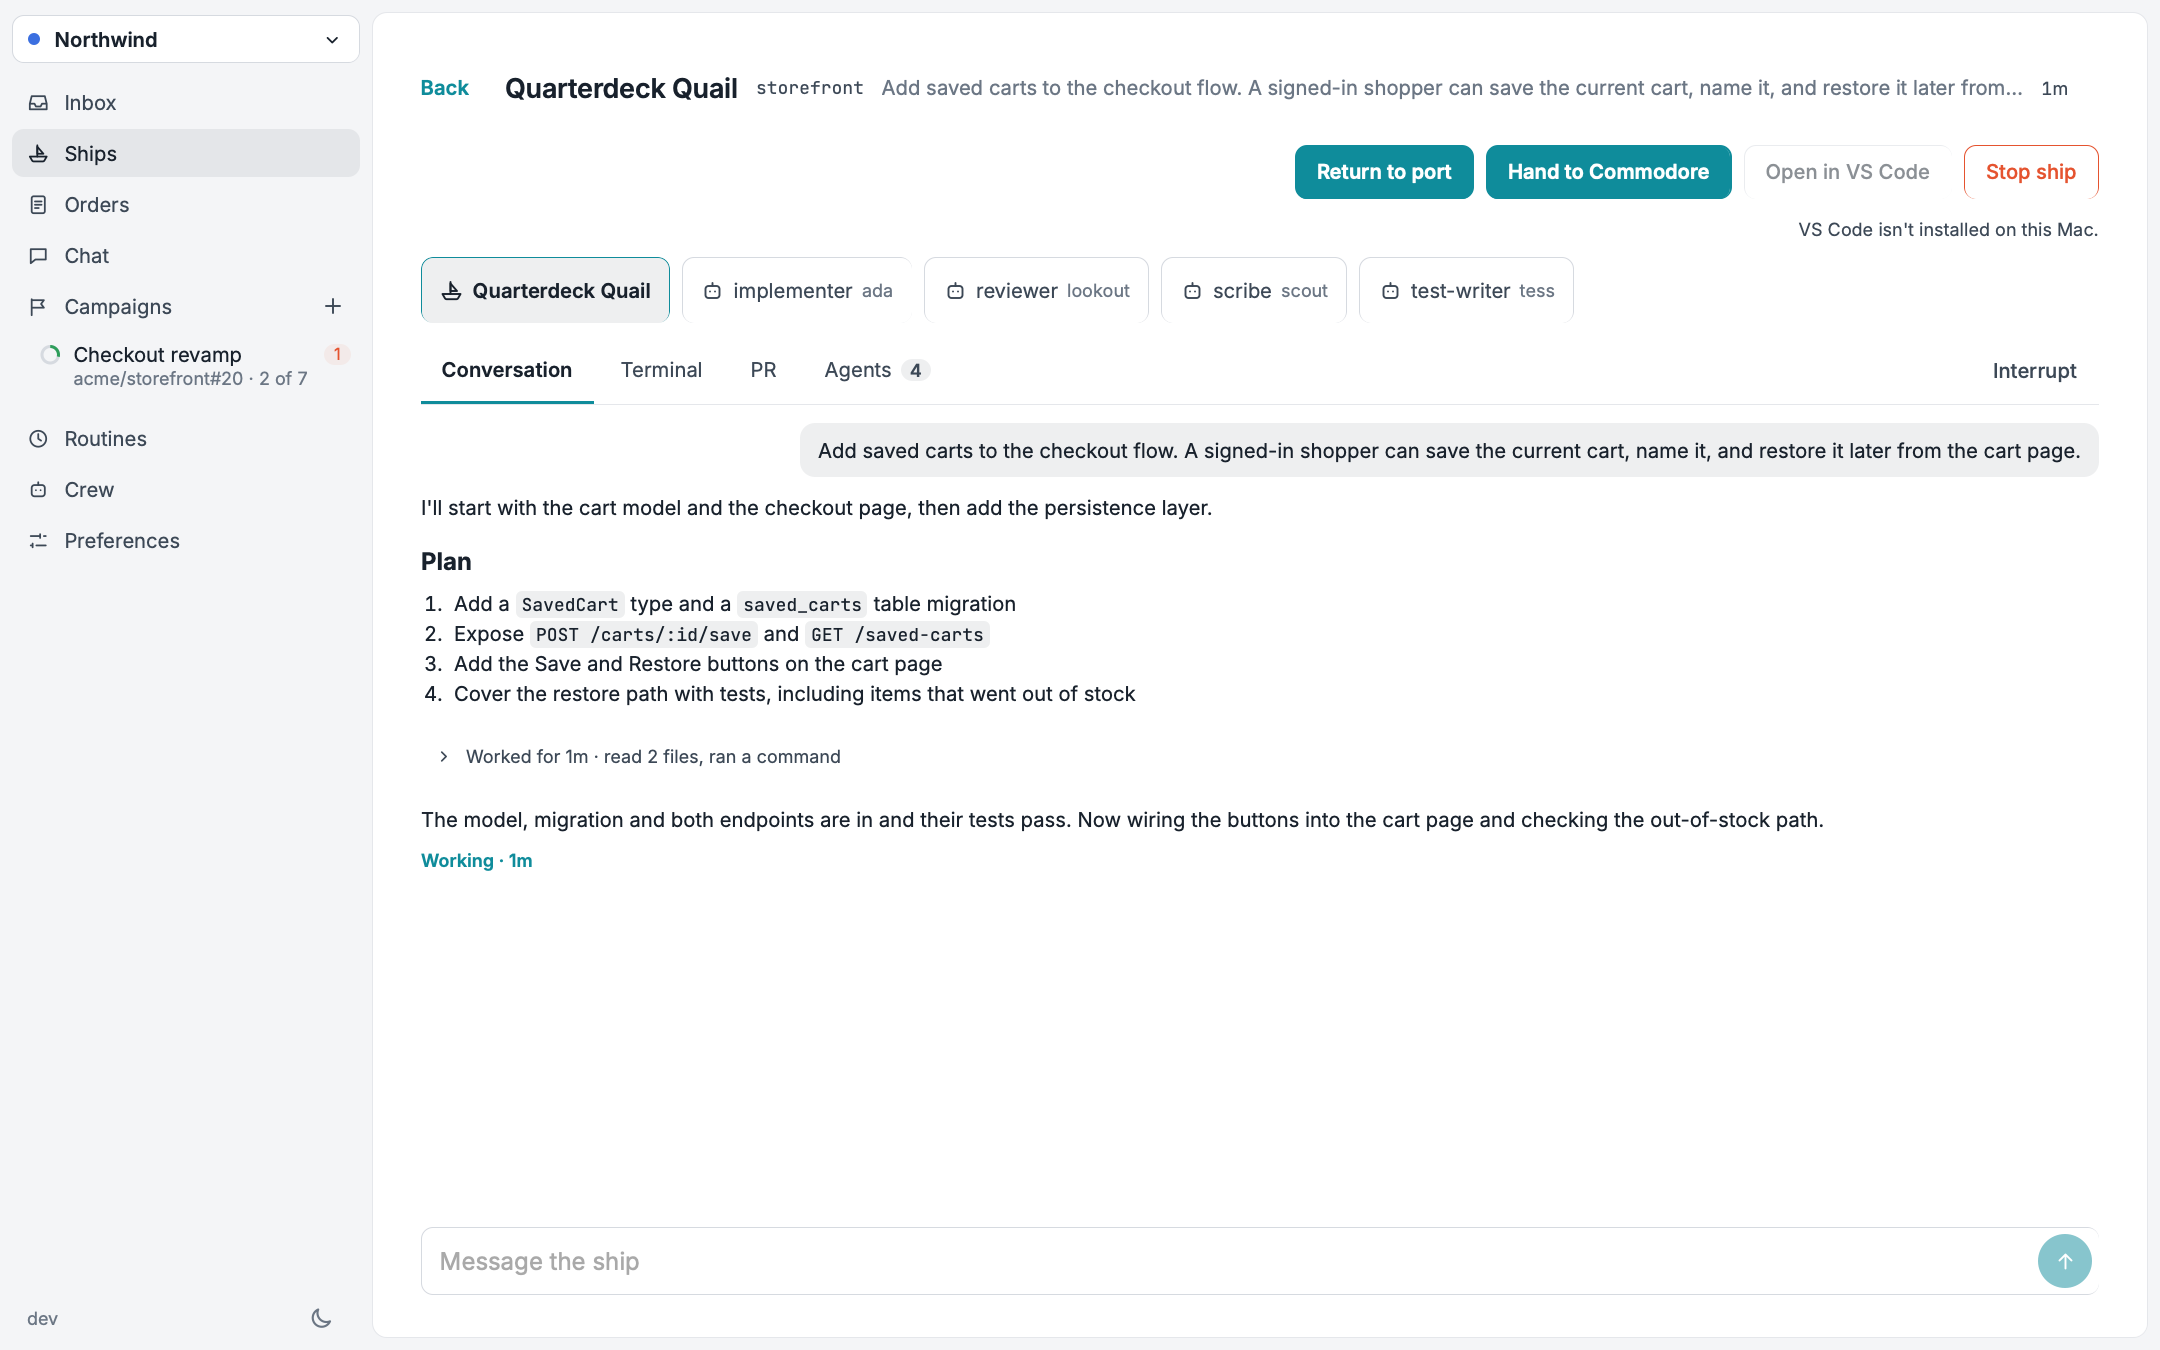 Northwind
Inbox
Ships
Orders
Chat
Campaigns
Checkout revamp 1
acme/storefront#20 · 2 of 7
Routines
Crew
Preferences
dev
Back Quarterdeck Quail storefront Add saved carts to the checkout flow. A signed-in shopper can save the current cart, name it, and restore it later from... 1m
Return to port Hand to Commodore Open in VS Code Stop ship
VS Code isn't installed on this Mac.
Quarterdeck Quail implementer ada reviewer lookout scribe scout test-writer tess
Conversation Terminal PR Agents 4 Interrupt
Add saved carts to the checkout flow. A signed-in shopper can save the current cart, name it, and restore it later from the cart page.
I'll start with the cart model and the checkout page, then add the persistence layer.
Plan
1. Add a SavedCart type and a saved_carts table migration
2. Expose POST /carts/:id/save and GET /saved-carts
3. Add the Save and Restore buttons on the cart page
4. Cover the restore path with tests, including items that went out of stock
Worked for 1m · read 2 files, ran a command
The model, migration and both endpoints are in and their tests pass. Now wiring the buttons into the cart page and checking the out-of-stock path.
Working · 1m
Message the ship